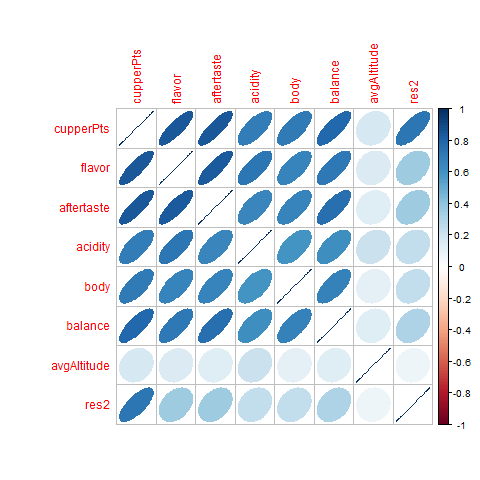 cupperPts
flavor
aftertaste
acidity
body
balance
avgAltitude
res2
cupperPts
flavor
aftertaste
acidity
body
balance
avgAltitude
res2
1
0.8
0.6
0.4
0.2
0
-0.2
-0.4
-0.6
-0.8
-1